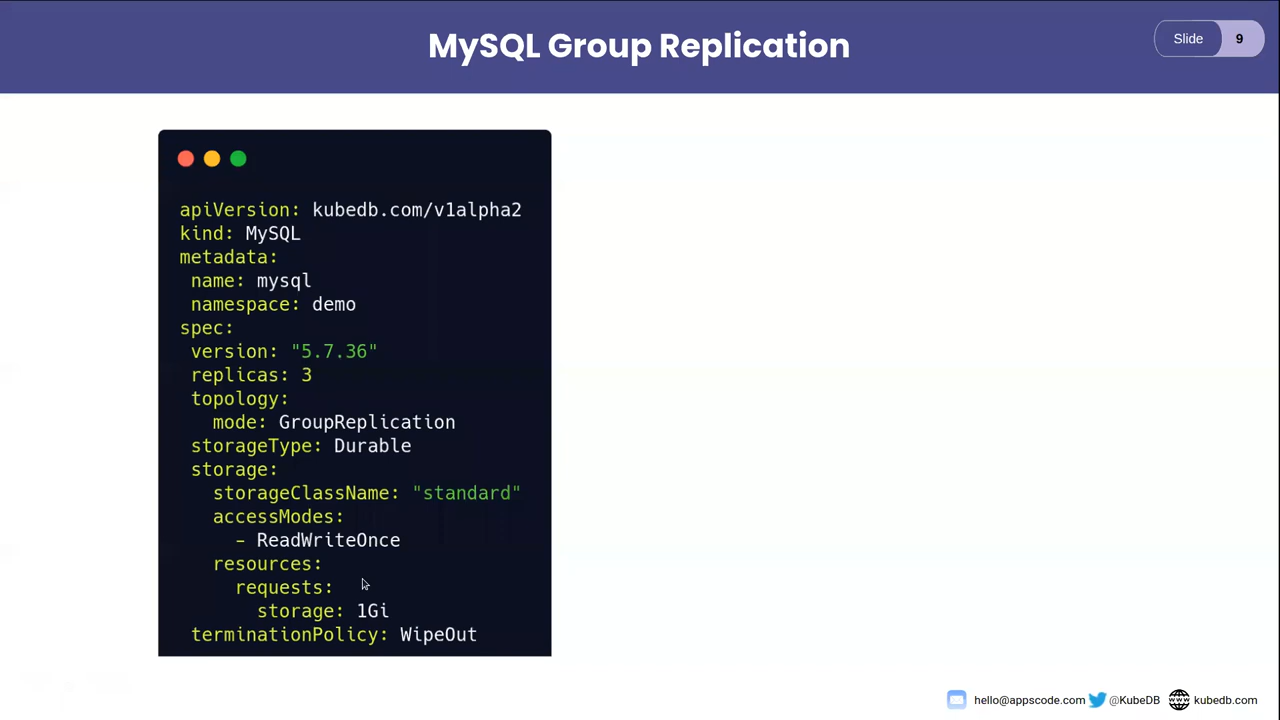 MySQL Group Replication
Slide 9
apiVersion: kubedb.com/v1alpha2
kind: MySQL
metadata:
 name: mysql
 namespace: demo
spec:
 version: "5.7.36"
 replicas: 3
 topology:
   mode: GroupReplication
 storageType: Durable
 storage:
   storageClassName: "standard"
   accessModes:
     - ReadWriteOnce
   resources:
     requests:
       storage: 1Gi
 terminationPolicy: WipeOut
hello@appscode.com @KubeDB kubedb.com